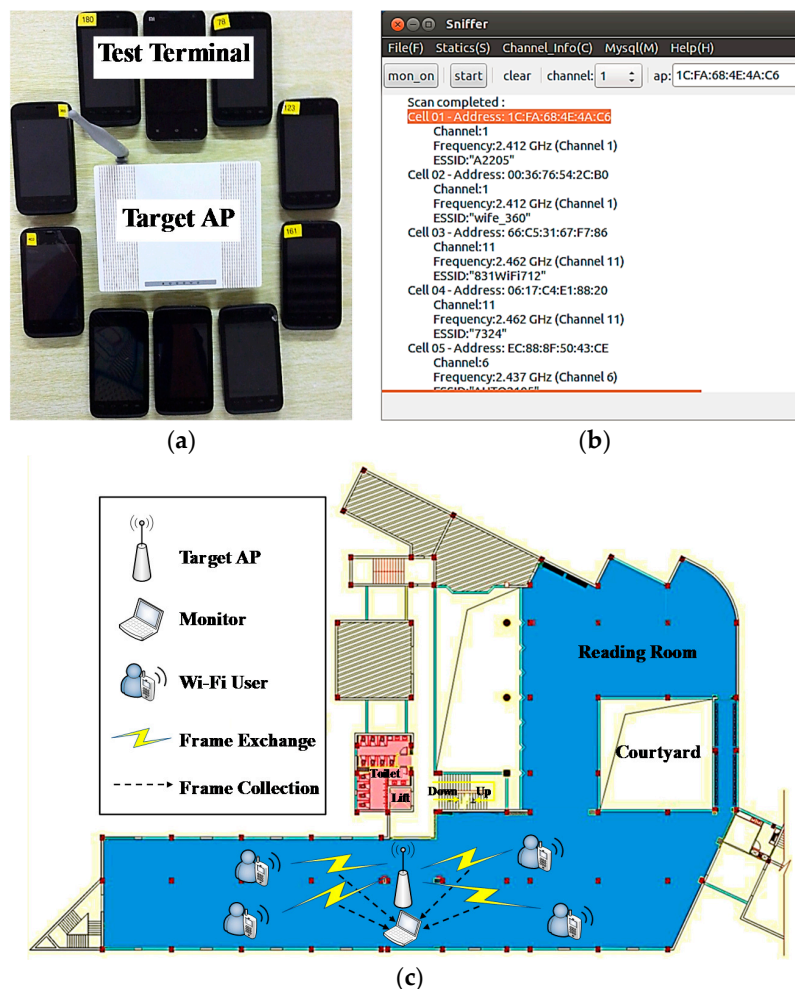 180
78
Test Terminal
123
Target AP
161
Sniffer
File(F) Statics(S) Channel_Info(C) Mysql(M) Help(H)
mon_on start clear channel: 1 ap: 1C:FA:68:4E:4A:C6
Scan completed :
Cell 01 - Address: 1C:FA:68:4E:4A:C6
Channel:1
Frequency:2.412 GHz (Channel 1)
ESSID:"A2205"
Cell 02 - Address: 00:36:76:54:2C:B0
Channel:1
Frequency:2.412 GHz (Channel 1)
ESSID:"wife_360"
Cell 03 - Address: 66:C5:31:67:F7:86
Channel:11
Frequency:2.462 GHz (Channel 11)
ESSID:"831WiFi712"
Cell 04 - Address: 06:17:C4:E1:88:20
Channel:11
Frequency:2.462 GHz (Channel 11)
ESSID:"7324"
Cell 05 - Address: EC:88:8F:50:43:CE
Channel:6
Frequency:2.437 GHz (Channel 6)
(a)
(b)
Target AP
Monitor
Wi-Fi User
Frame Exchange
Frame Collection
Reading Room
Courtyard
Toilet
Lift
Down Up
(c)